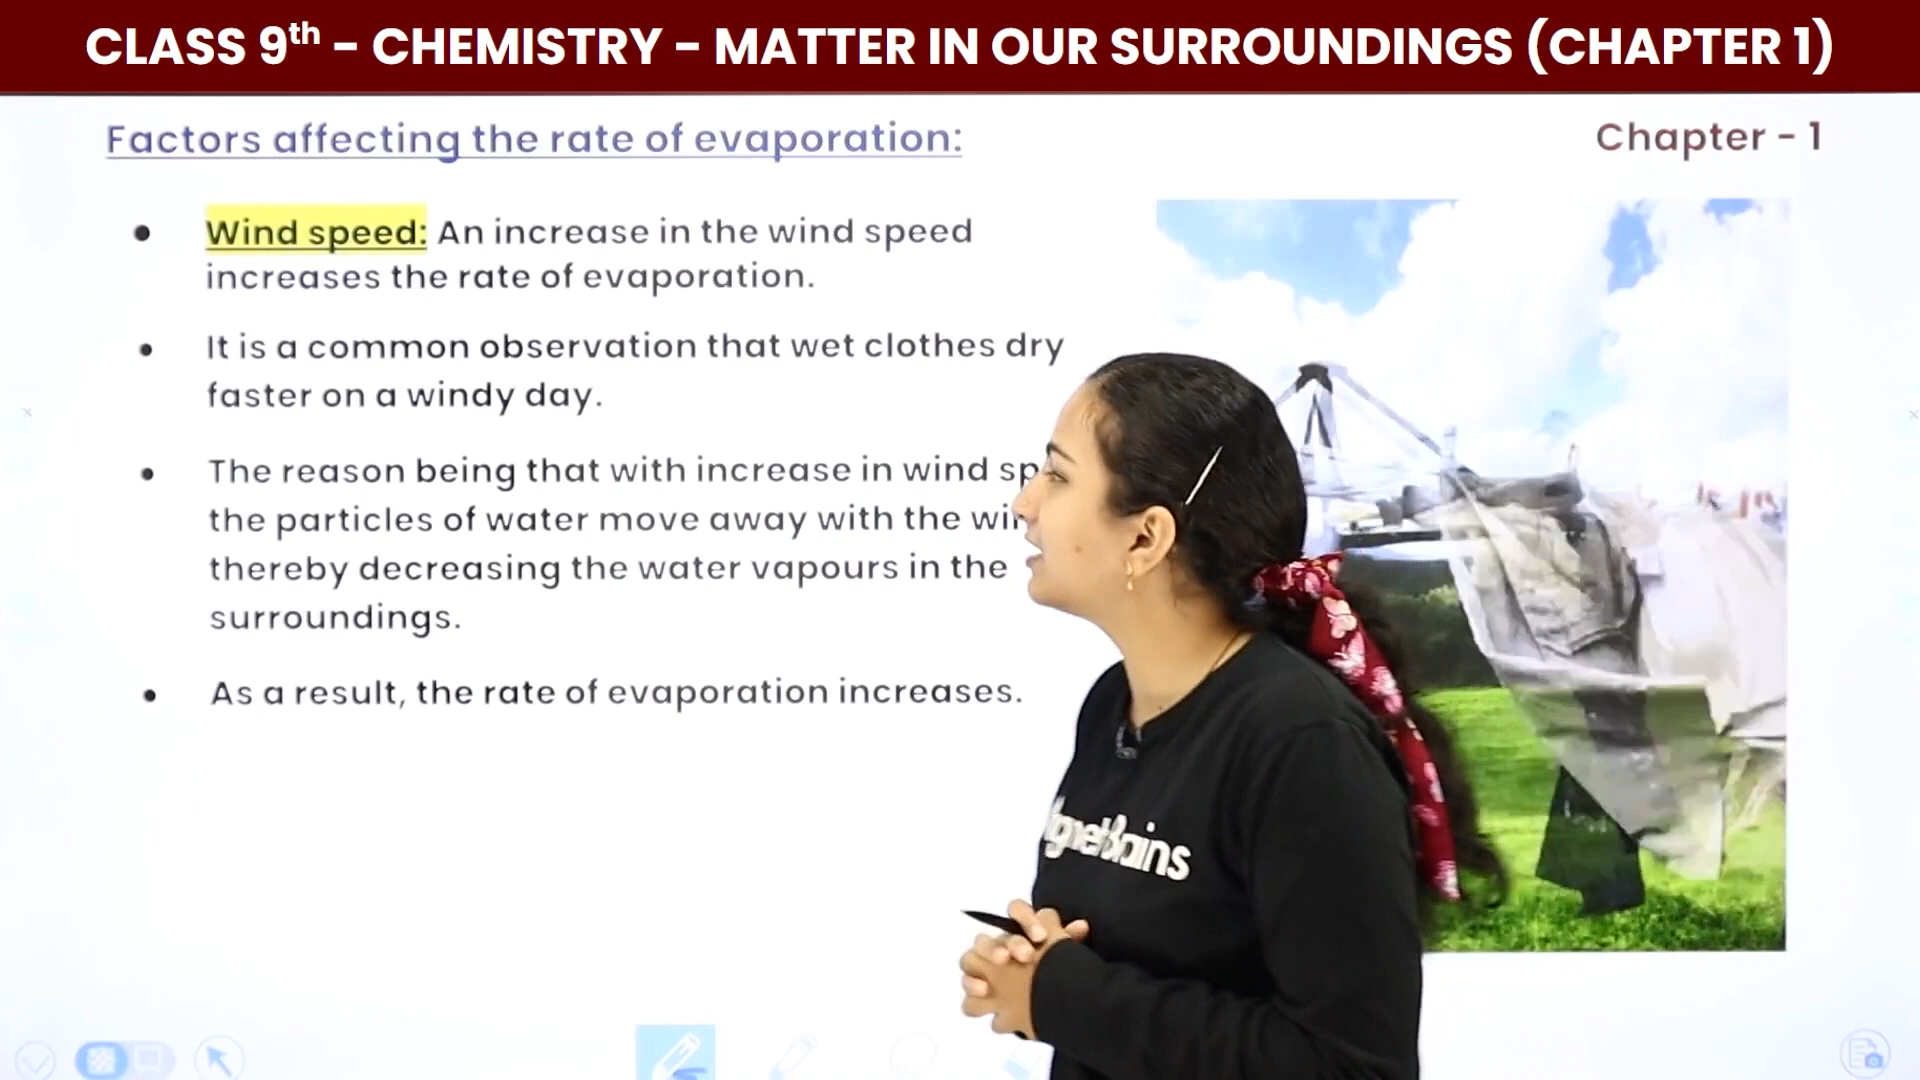 CLASS 9th – CHEMISTRY – MATTER IN OUR SURROUNDINGS (CHAPTER 1)
Factors affecting the rate of evaporation:
Chapter - 1
• Wind speed: An increase in the wind speed
increases the rate of evaporation.
• It is a common observation that wet clothes dry
faster on a windy day.
• The reason being that with increase in wind
the particles of water move away with the
thereby decreasing the water vapours in the
surroundings.
• As a result, the rate of evaporation increases.